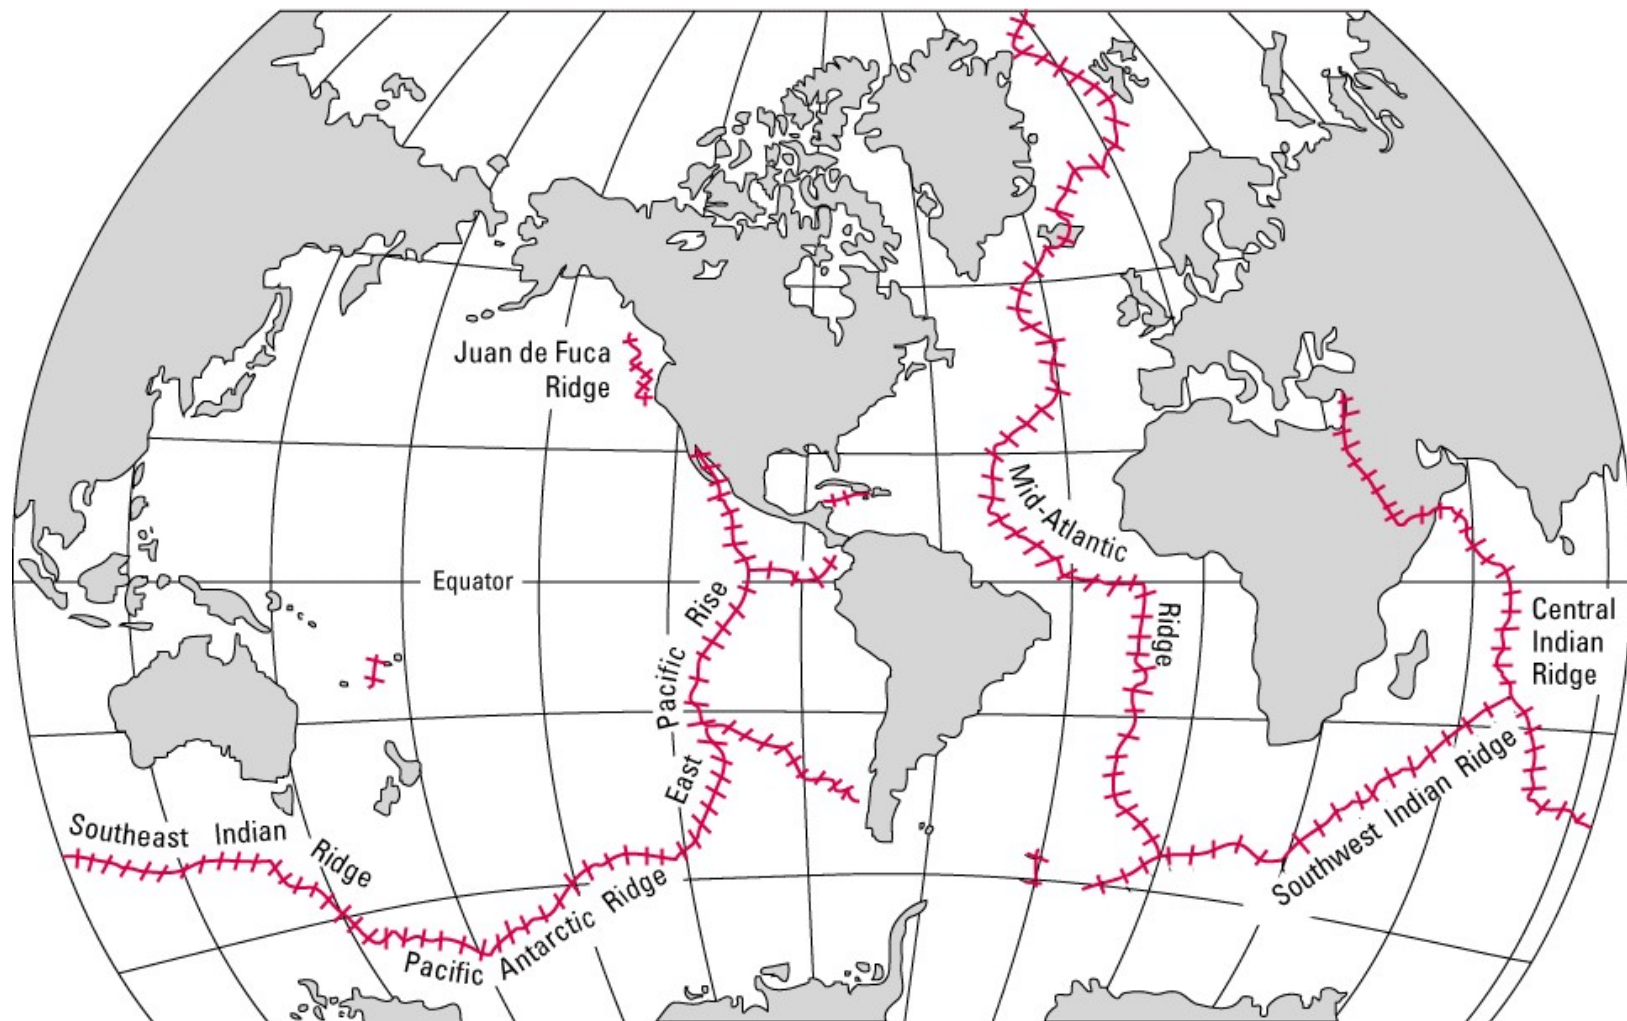 Juan de Fuca
Ridge
Mid-Atlantic
Ridge
Equator
East Pacific Rise
Central
Indian
Ridge
Southeast Indian Ridge
Southwest Indian Ridge
Pacific Antarctic Ridge